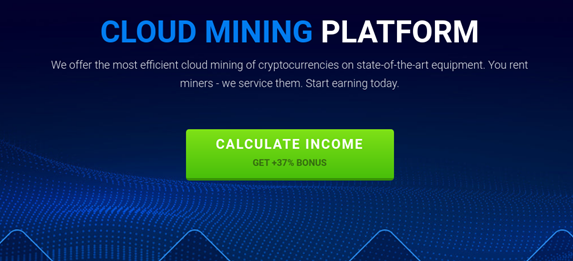 CLOUD MINING PLATFORM
We offer the most efficient cloud mining of cryptocurrencies on state-of-the-art equipment. You rent
miners - we service them. Start earning today.
CALCULATE INCOME
GET +37% BONUS